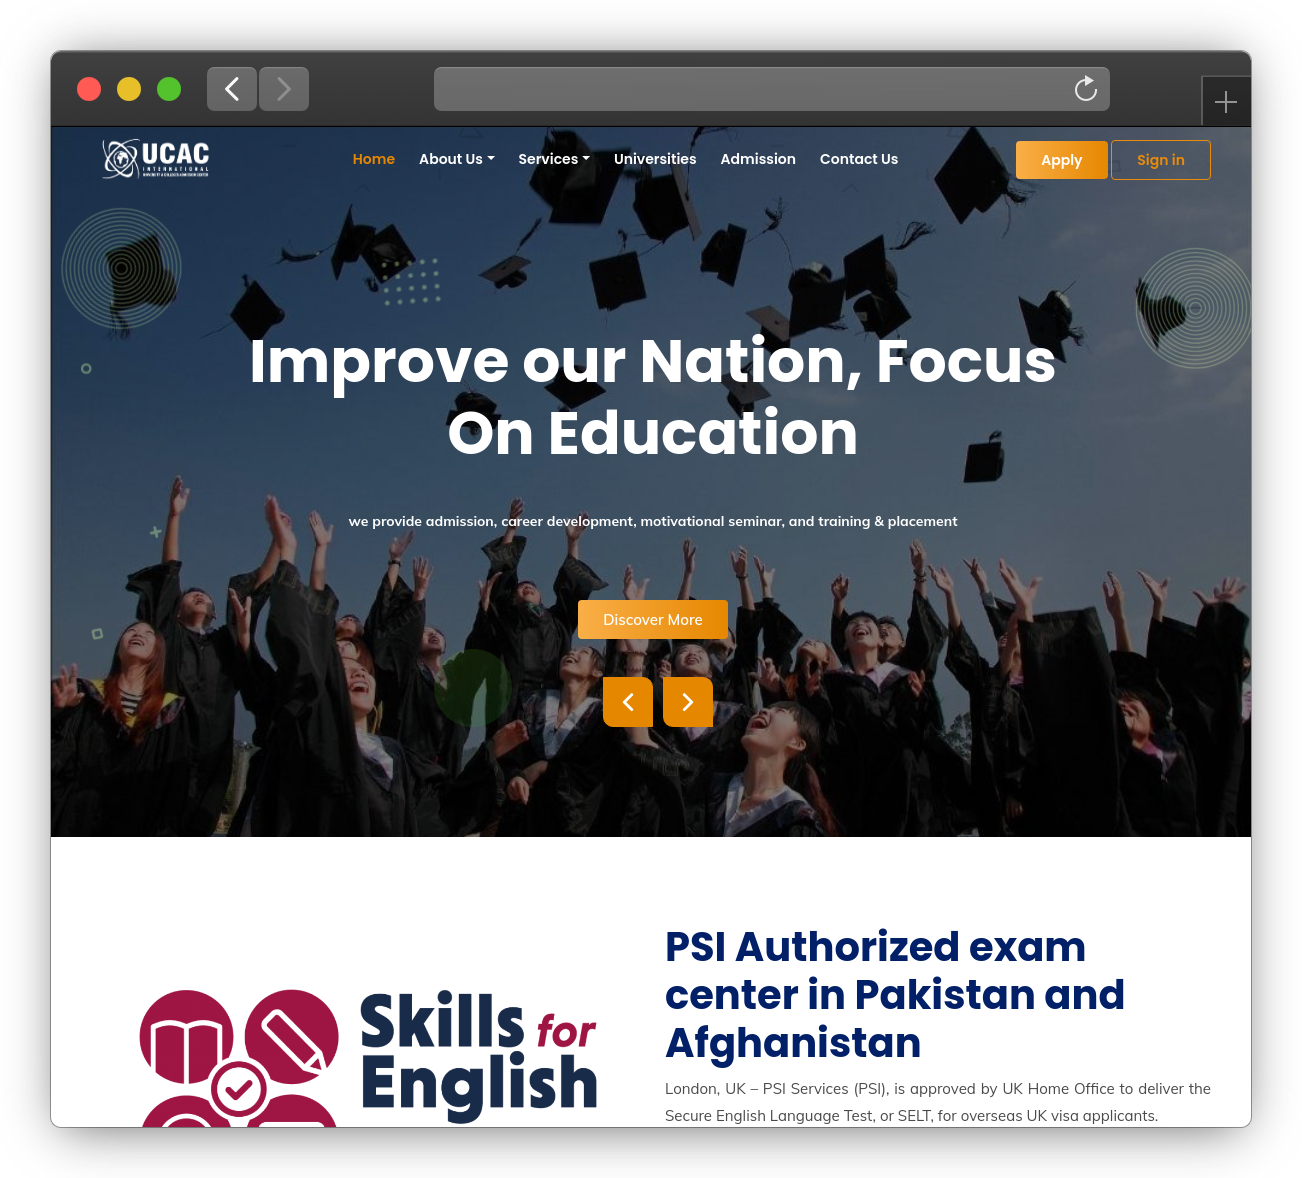 UCAC
INTERNATIONAL
Home
About Us
Services
Universities
Admission
Contact Us
Apply
Sign in
Improve our Nation, Focus
On Education
we provide admission, career development, motivational seminar, and training & placement
Discover More
PSI Authorized exam
center in Pakistan and
Afghanistan
Skills for
English
London, UK – PSI Services (PSI), is approved by UK Home Office to deliver the
Secure English Language Test, or SELT, for overseas UK visa applicants.